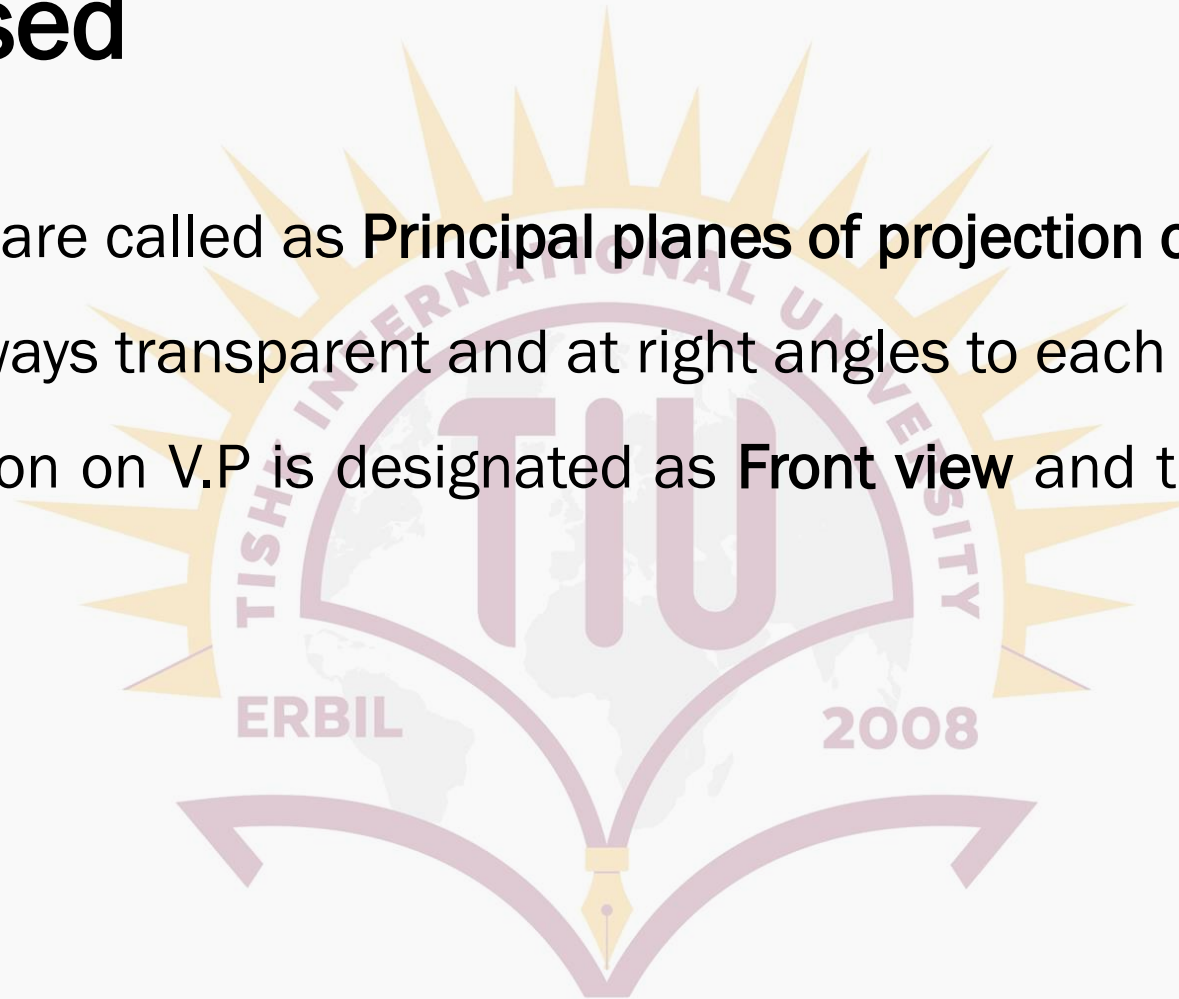 sed
are called as Principal planes of projection
ways transparent and at right angles to each
on on V.P is designated as Front view and t
TISHK INTERNATIONAL UNIVERSITY
TIU
ERBIL
2008